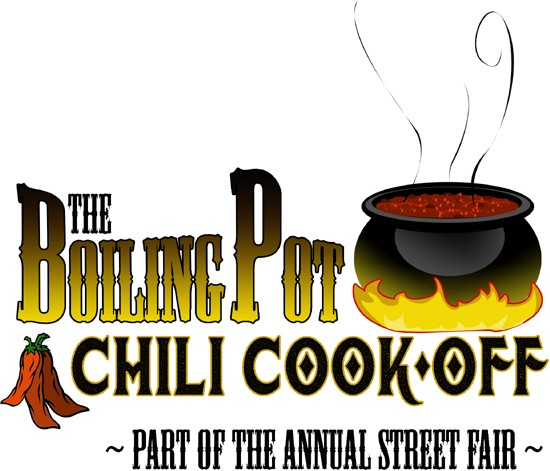 THE
BOILING POT
CHILI COOK•OFF
~ PART OF THE ANNUAL STREET FAIR ~